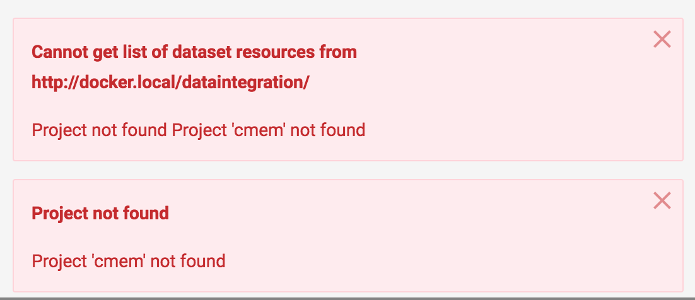 Cannot get list of dataset resources from
http://docker.local/dataintegration/
Project not found Project 'cmem' not found
Project not found
Project 'cmem' not found